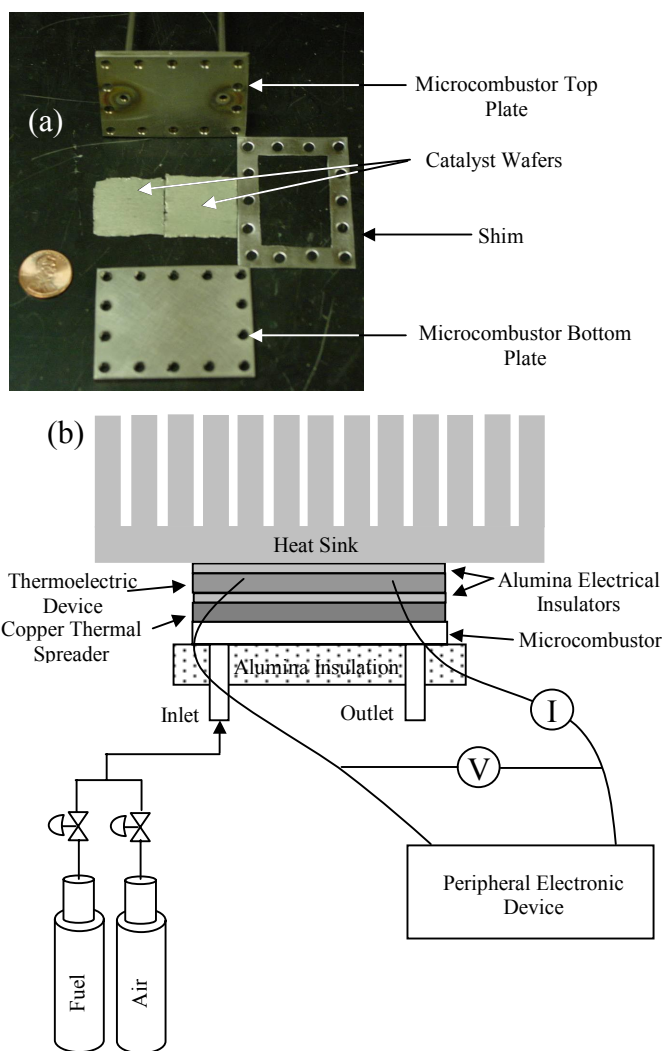 (a)
Microcombustor Top
Plate
Catalyst Wafers
Shim
Microcombustor Bottom
Plate
(b)
Heat Sink
Thermoelectric
Device
Copper Thermal
Spreader
Alumina Electrical
Insulators
Microcombustor
Alumina Insulation
Inlet
Outlet
I
V
Peripheral Electronic
Device
Fuel
Air